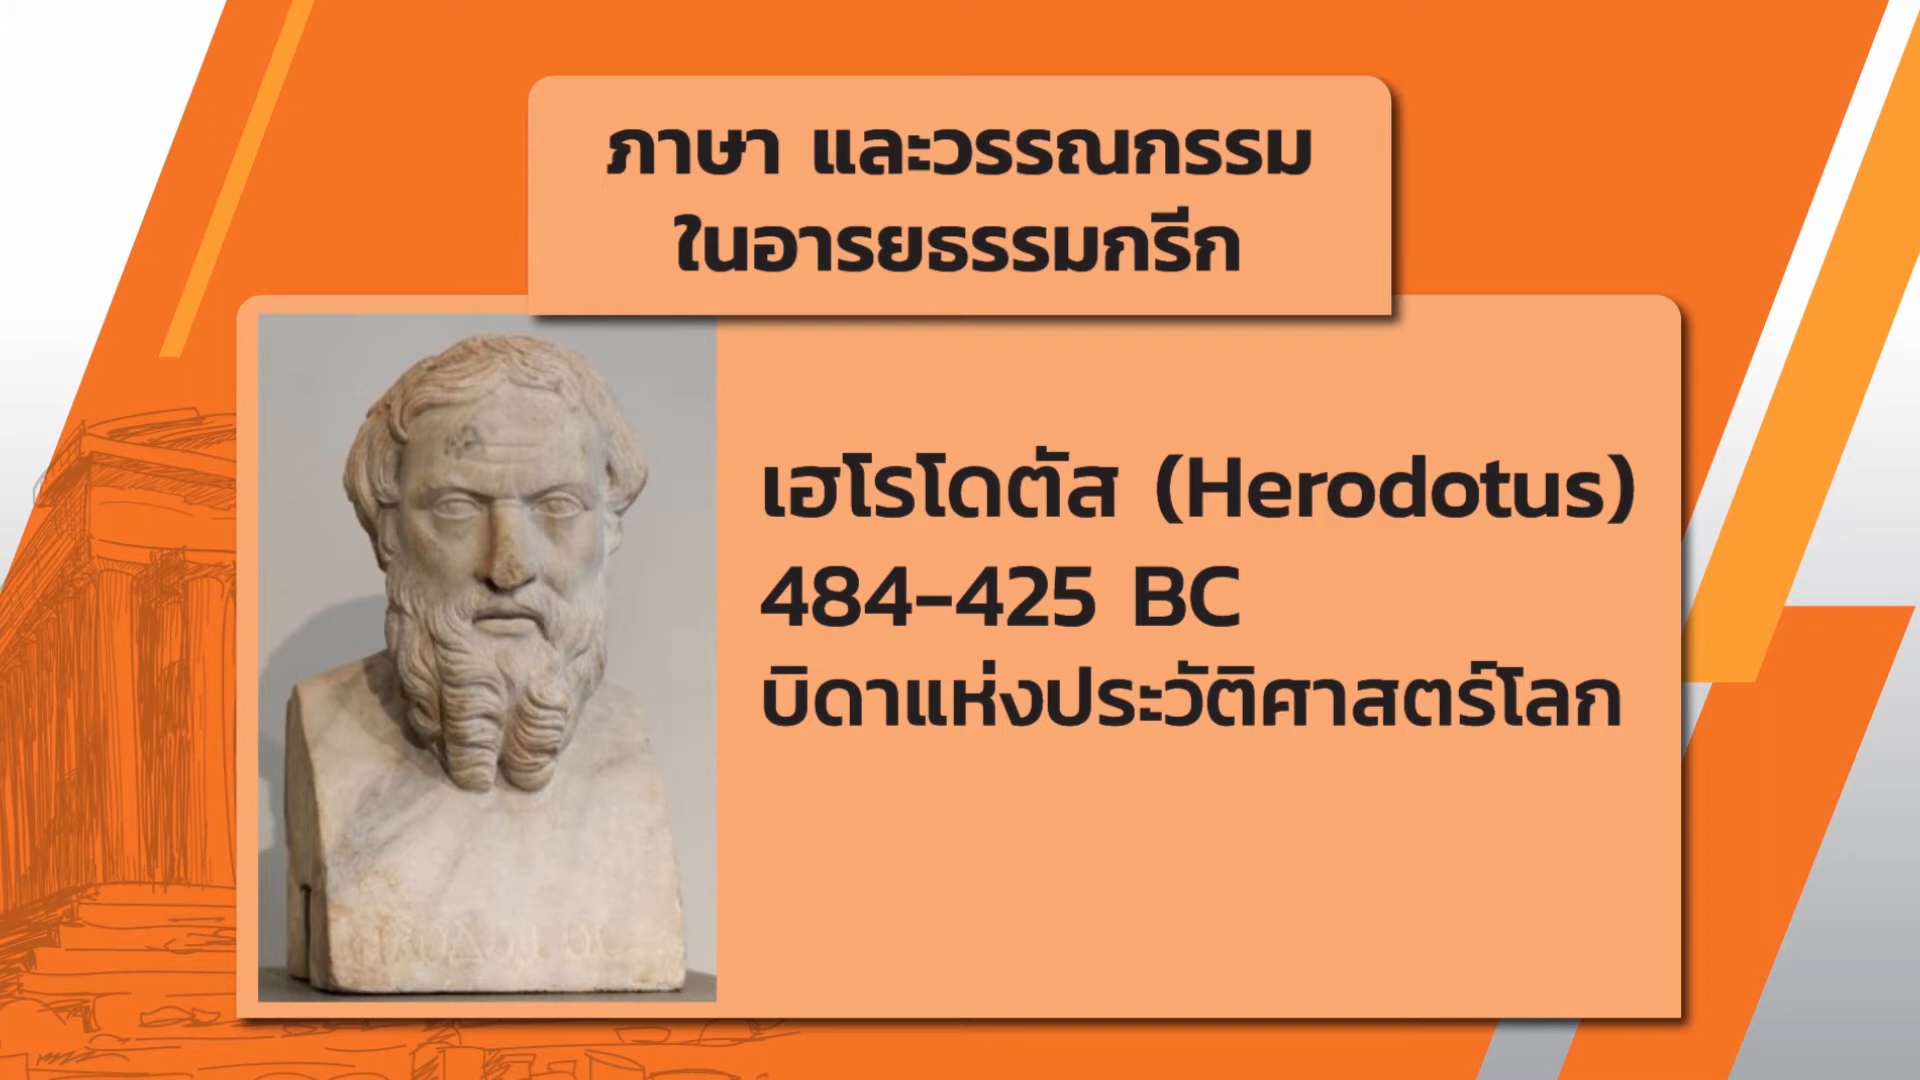 ภาษา และวรรณกรรม
ในอารยธรรมกรีก
เฮโรโดตัส (Herodotus)
484-425 BC
บิดาแห่งประวัติศาสตร์โลก